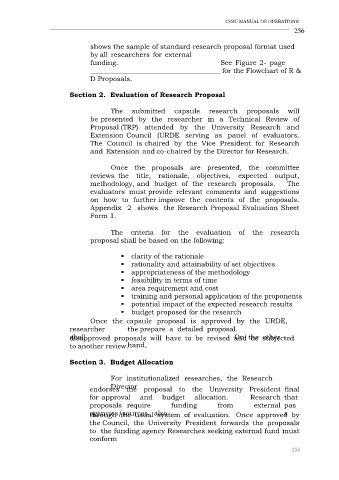 CvSU MANUAL OF OPERATIONS
256
shows the sample of standard research proposal format used
by all researchers for external
funding. See Figure 2- page
________________________________ for the Flowchart of R &
D Proposals.
Section 2. Evaluation of Research Proposal
The submitted capsule research proposals will
be presented by the researcher in a Technical Review of
Proposal (TRP) attended by the University Research and
Extension Council (URDE serving as panel of evaluators.
The Council is chaired by the Vice President for Research
and Extension and co-chaired by the Director for Research.
Once the proposals are presented, the committee
reviews the title, rationale, objectives, expected output,
methodology, and budget of the research proposals. The
evaluators must provide relevant comments and suggestions
on how to further improve the contents of the proposals.
Appendix 2 shows the Research Proposal Evaluation Sheet
Form 1.
The criteria for the evaluation of the research
proposal shall be based on the following:
▪ clarity of the rationale
▪ rationality and attainability of set objectives
▪ appropriateness of the methodology
▪ feasibility in terms of time
▪ area requirement and cost
▪ training and personal application of the proponents
▪ potential impact of the expected research results
▪ budget proposed for the research
Once the capsule proposal is approved by the URDE,
researcher the prepare a detailed proposal.
shall On the other
disapproved proposals will have to be revised and be subjected
to another review. hand,
Section 3. Budget Allocation
For institutionalized researches, the Research
Director
endorses the proposal to the University President final
for approval and budget allocation. Research that
proposals require funding from external pas
agencies/sources also s
through the usual system of evaluation. Once approved by
the Council, the University President forwards the proposals
to the funding agency Researches seeking external fund must
conform
256